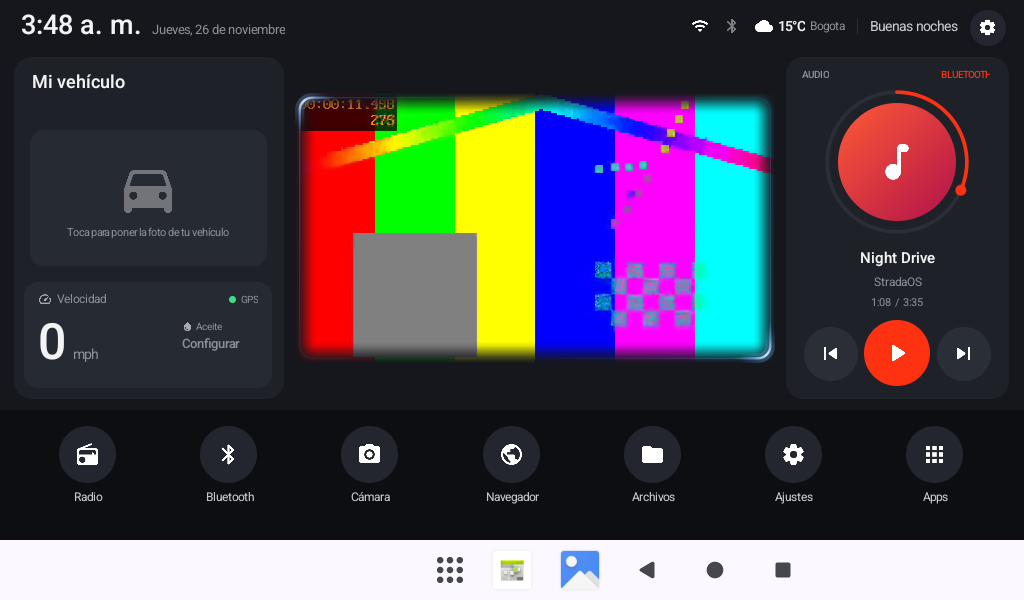 3:48 a. m.
Jueves, 26 de noviembre
15°C Bogota
Buenas noches
Mi vehículo
Toca para poner la foto de tu vehículo
Velocidad
GPS
0 mph
Aceite
Configurar
0:00:11.458
275
AUDIO
BLUETOOTH
Night Drive
StradaOS
1:08 / 3:35
Radio
Bluetooth
Cámara
Navegador
Archivos
Ajustes
Apps